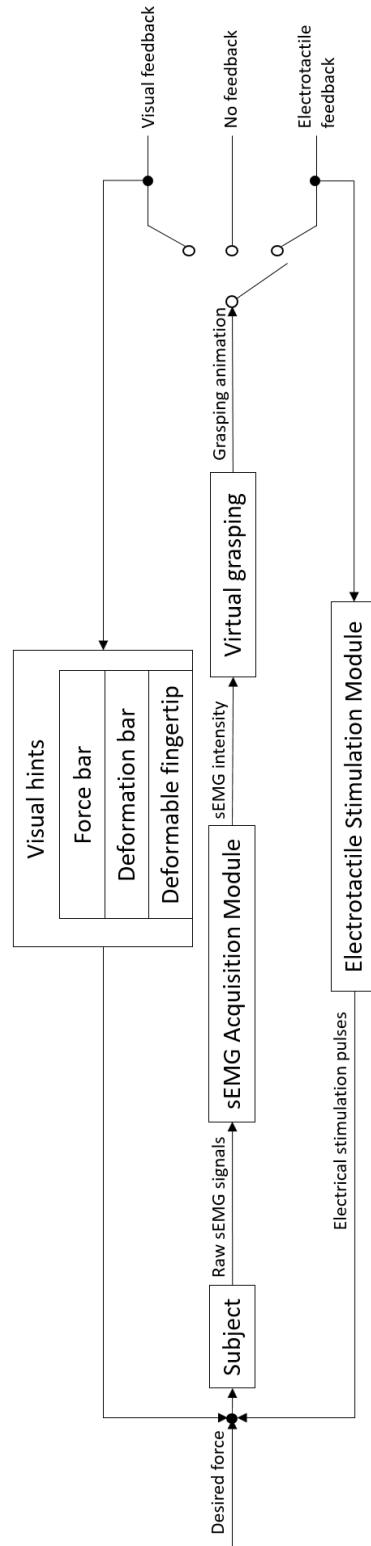 Visual hints
Force bar
Deformation bar
Deformable fingertip
Visual feedback
Desired force
Subject
Raw sEMG signals
sEMG Acquisition Module
sEMG intensity
Virtual grasping
Grasping animation
No feedback
Electrical stimulation pulses
Electrotactile Stimulation Module
Electrotactile
feedback